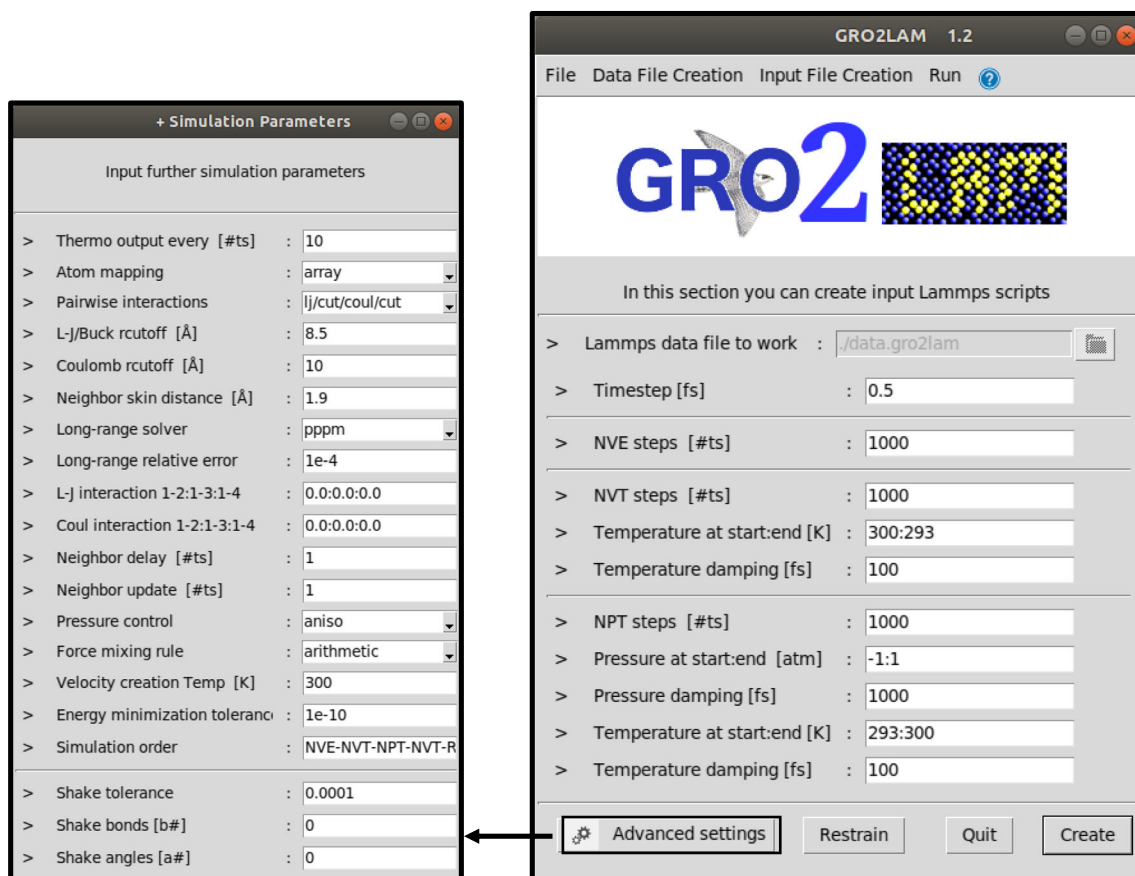 + Simulation Parameters
Input further simulation parameters
> Thermo output every [#ts] : 10
> Atom mapping : array
> Pairwise interactions : lj/cut/coul/cut
> L-J/Buck rcutoff [Å] : 8.5
> Coulomb rcutoff [Å] : 10
> Neighbor skin distance [Å] : 1.9
> Long-range solver : pppm
> Long-range relative error : 1e-4
> L-J interaction 1-2:1-3:1-4 : 0.0:0.0:0.0
> Coul interaction 1-2:1-3:1-4 : 0.0:0.0:0.0
> Neighbor delay [#ts] : 1
> Neighbor update [#ts] : 1
> Pressure control : aniso
> Force mixing rule : arithmetic
> Velocity creation Temp [K] : 300
> Energy minimization toleranc : 1e-10
> Simulation order : NVE-NVT-NPT-NVT-R
> Shake tolerance : 0.0001
> Shake bonds [b#] : 0
> Shake angles [a#] : 0
GRO2LAM 1.2
File Data File Creation Input File Creation Run ?
GRO2 LAM
In this section you can create input Lammps scripts
> Lammps data file to work : ./data.gro2lam
> Timestep [fs] : 0.5
> NVE steps [#ts] : 1000
> NVT steps [#ts] : 1000
> Temperature at start:end [K] : 300:293
> Temperature damping [fs] : 100
> NPT steps [#ts] : 1000
> Pressure at start:end [atm] : -1:1
> Pressure damping [fs] : 1000
> Temperature at start:end [K] : 293:300
> Temperature damping [fs] : 100
Advanced settings Restrain Quit Create